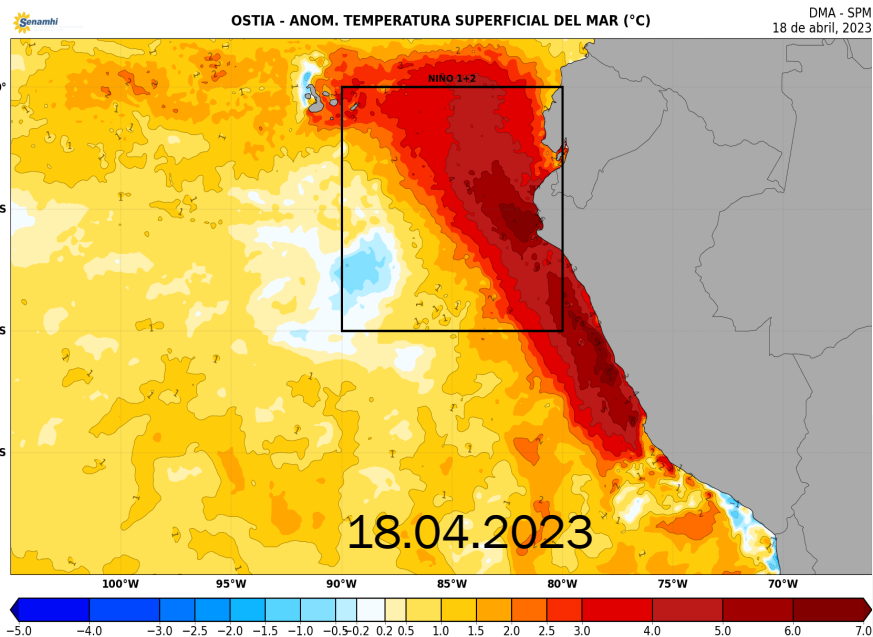 Senamhi
OSTIA - ANOM. TEMPERATURA SUPERFICIAL DEL MAR (°C)
DMA - SPM
18 de abril, 2023
NIÑO 1+2
0°
S
S
S
18.04.2023
100°W 95°W 90°W 85°W 80°W 75°W 70°W
−5.0 −4.0 −3.0 −2.5 −2.0 −1.5 −1.0 −0.5 −0.2 0.2 0.5 1.0 1.5 2.0 2.5 3.0 4.0 5.0 6.0 7.0